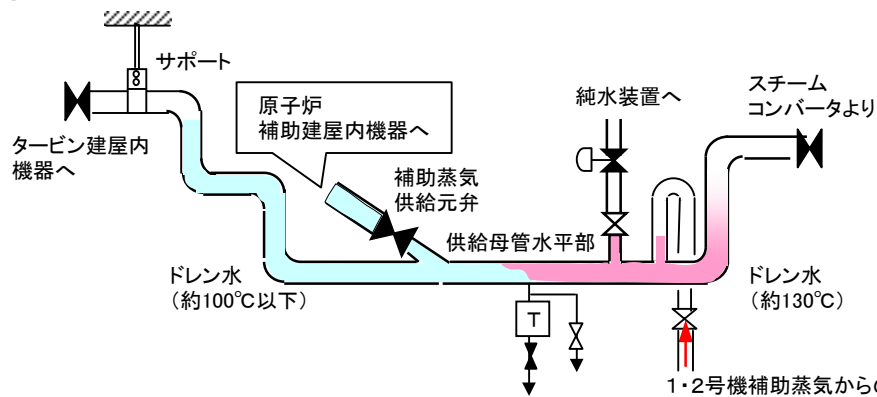 サポート
タービン建屋内
機器へ
原子炉
補助建屋内機器へ
補助蒸気
供給元弁
純水装置へ
スチーム
コンバータより
供給母管水平部
ドレン水
（約100℃以下）
T
ドレン水
（約130℃）
1・2号機補助蒸気からの